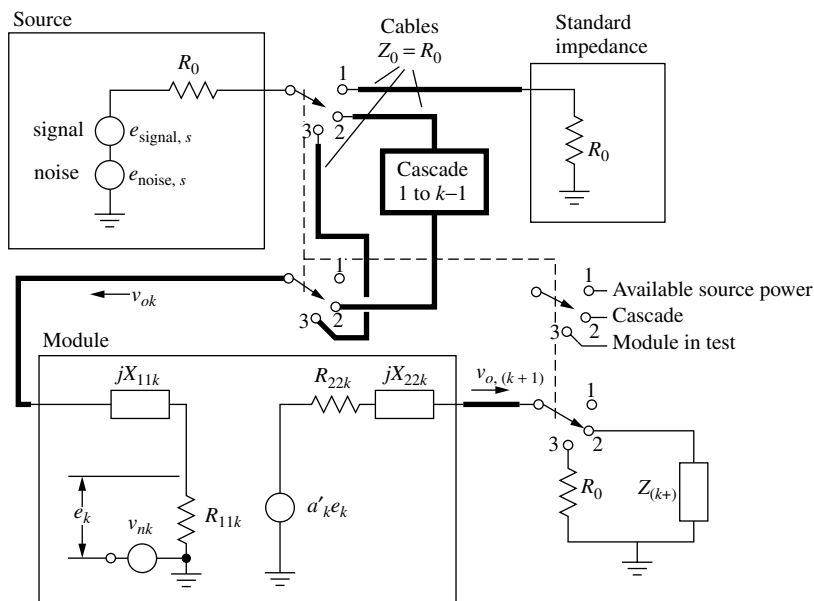 Source
Cables
Z0 = R0
Standard
impedance
R0
1
2
3
signal
esignal, s
noise
enoise, s
R0
Cascade
1 to k−1
1
2
3
vok
1
Available source power
2
Cascade
3
Module in test
Module
jX11k
R22k
jX22k
vo, (k + 1)
1
2
3
ek
vnk
R11k
a′kek
R0
Z(k+)